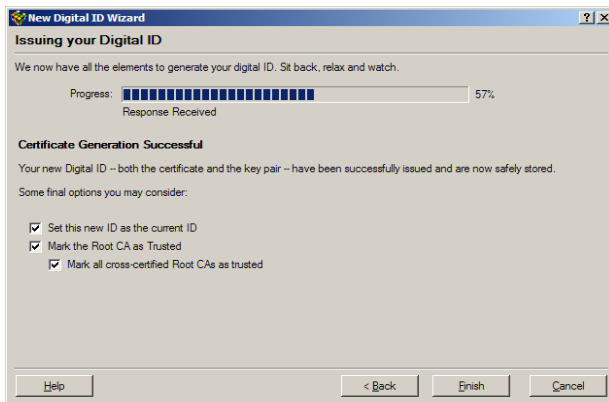 New Digital ID Wizard
Issuing your Digital ID
We now have all the elements to generate your digital ID. Sit back, relax and watch.
Progress: 57%
Response Received
Certificate Generation Successful
Your new Digital ID -- both the certificate and the key pair -- have been successfully issued and are now safely stored.
Some final options you may consider:
Set this new ID as the current ID
Mark the Root CA as Trusted
Mark all cross-certified Root CAs as trusted
Help < Back Finish Cancel